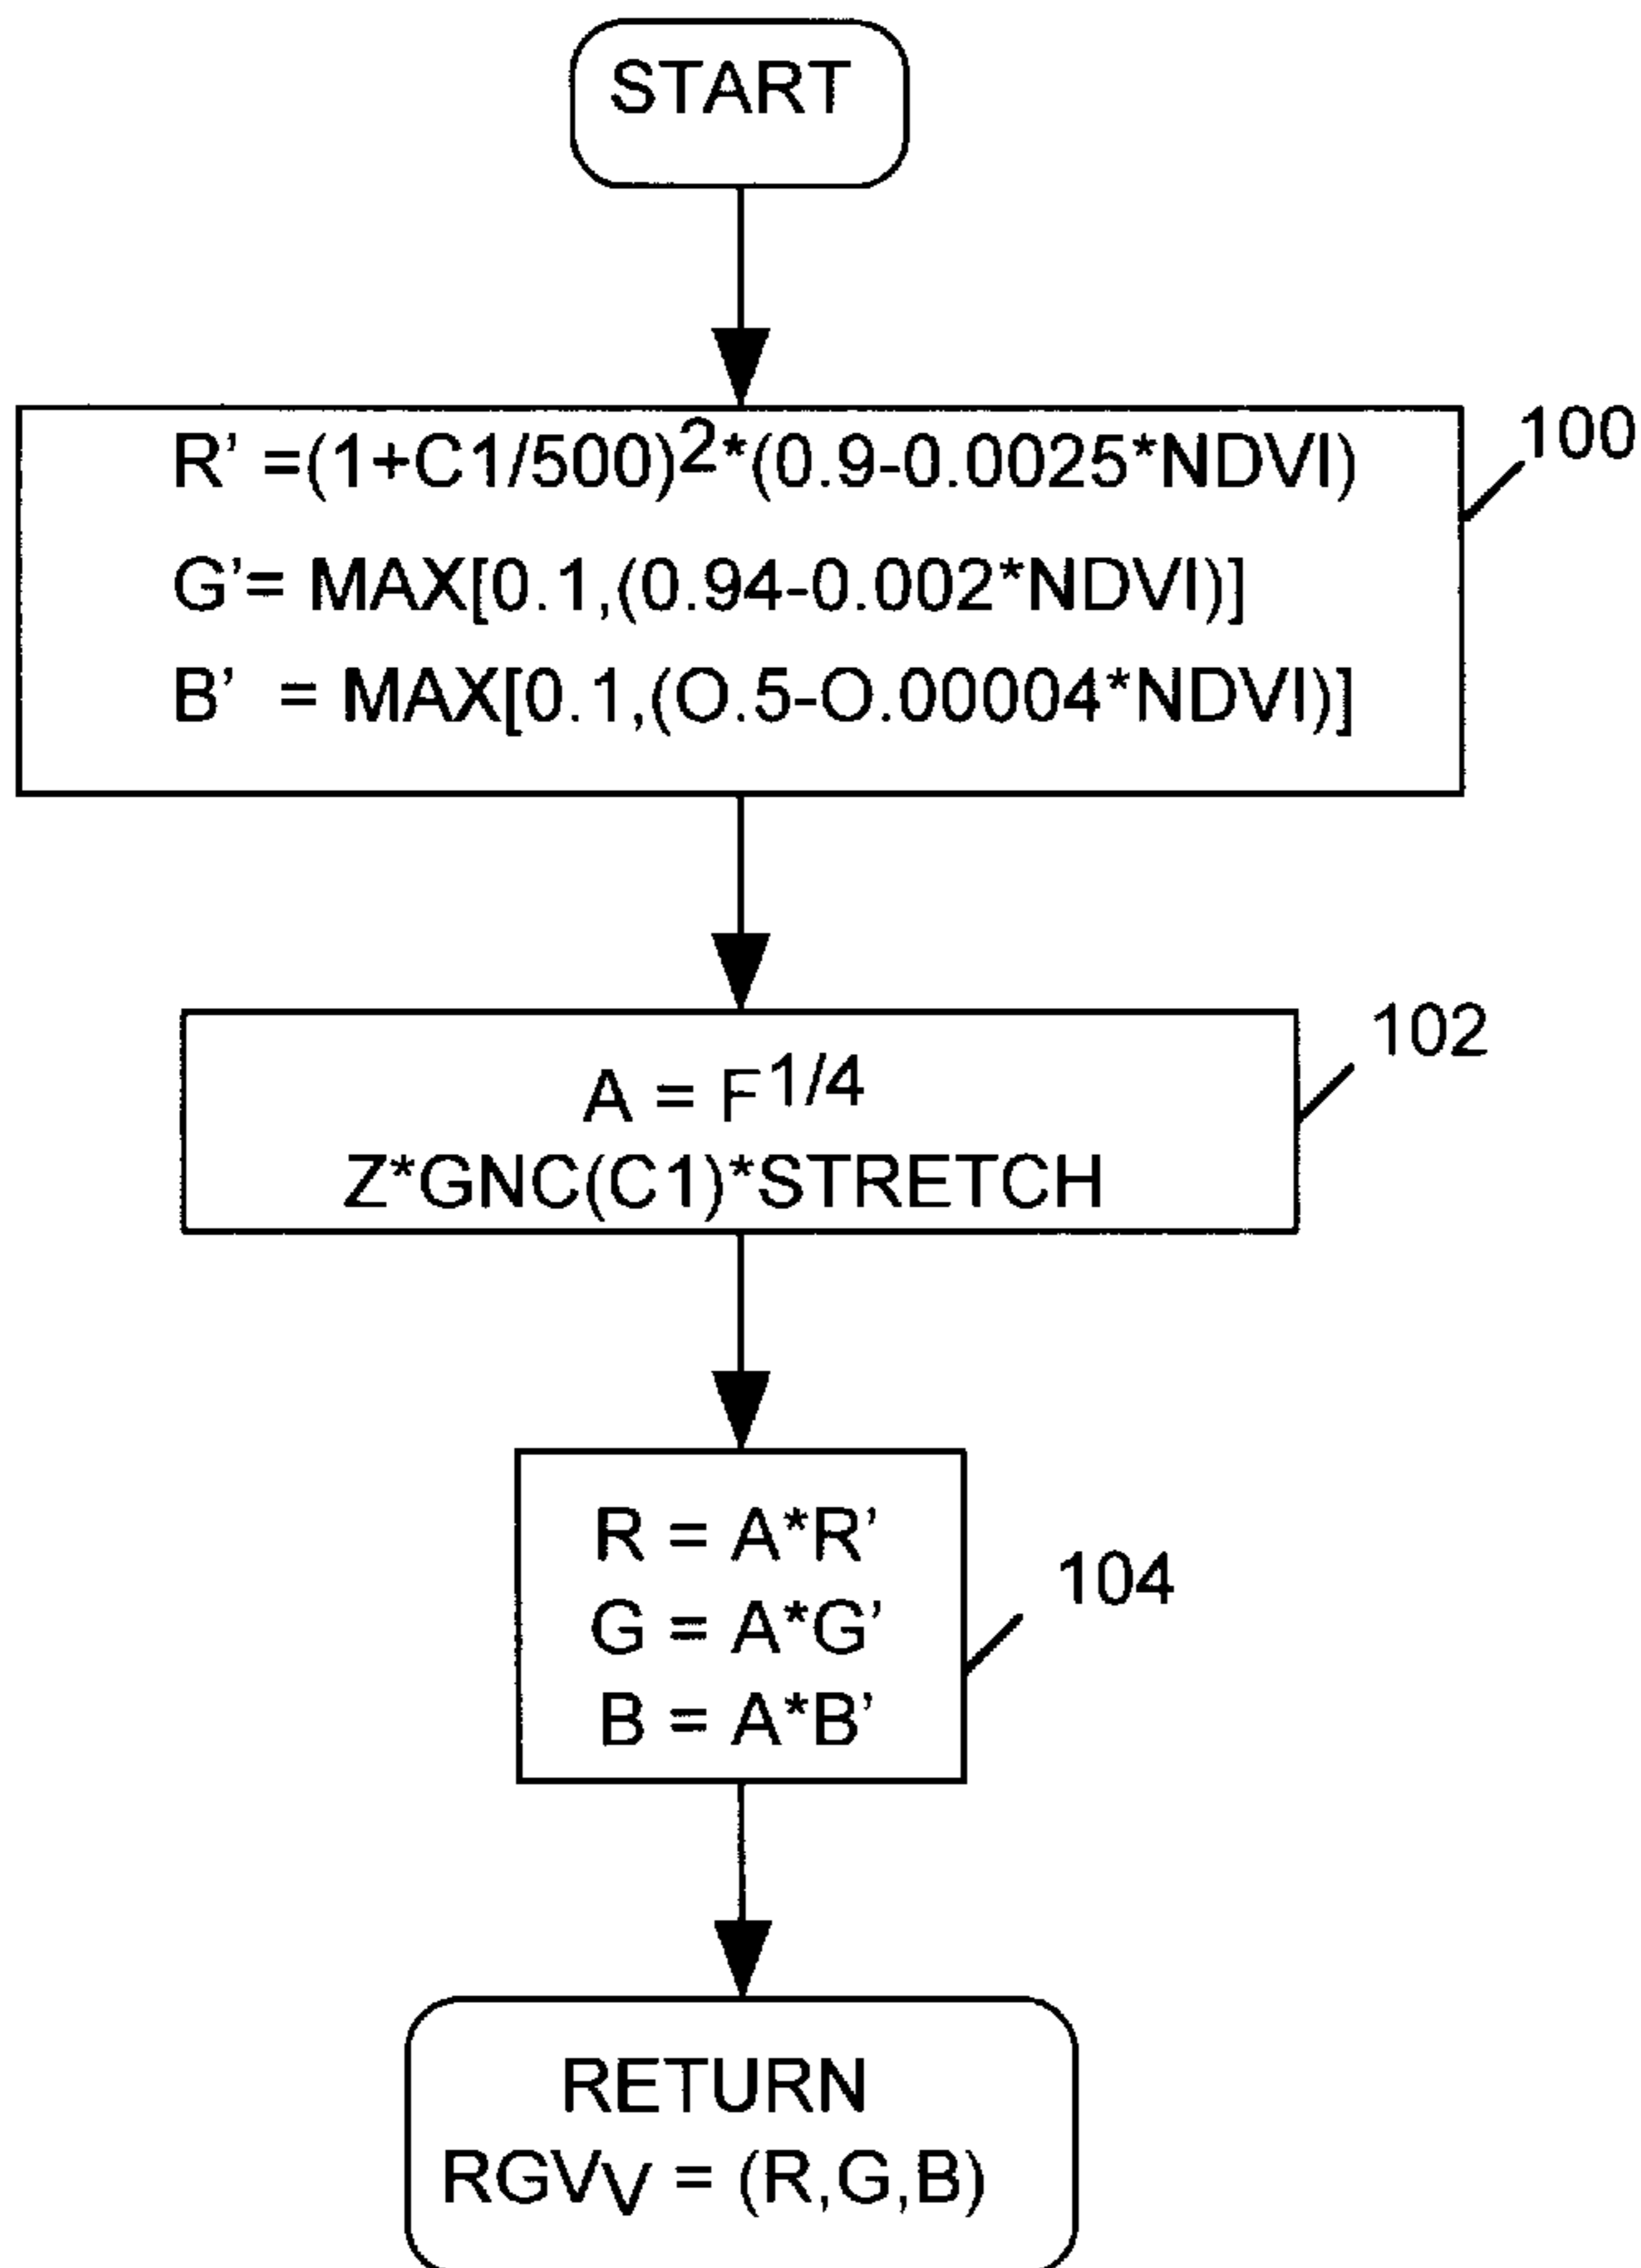 START
R' =(1+C1/500)2*(0.9-0.0025*NDVI)
100
G'= MAX[0.1,(0.94-0.002*NDVI)]
B' = MAX[0.1,(O.5-O.00004*NDVI)]
102
A = F1/4
Z*GNC(C1)*STRETCH
R = A*R'
104
G = A*G'
B = A*B'
RETURN
RGVV = (R,G,B)